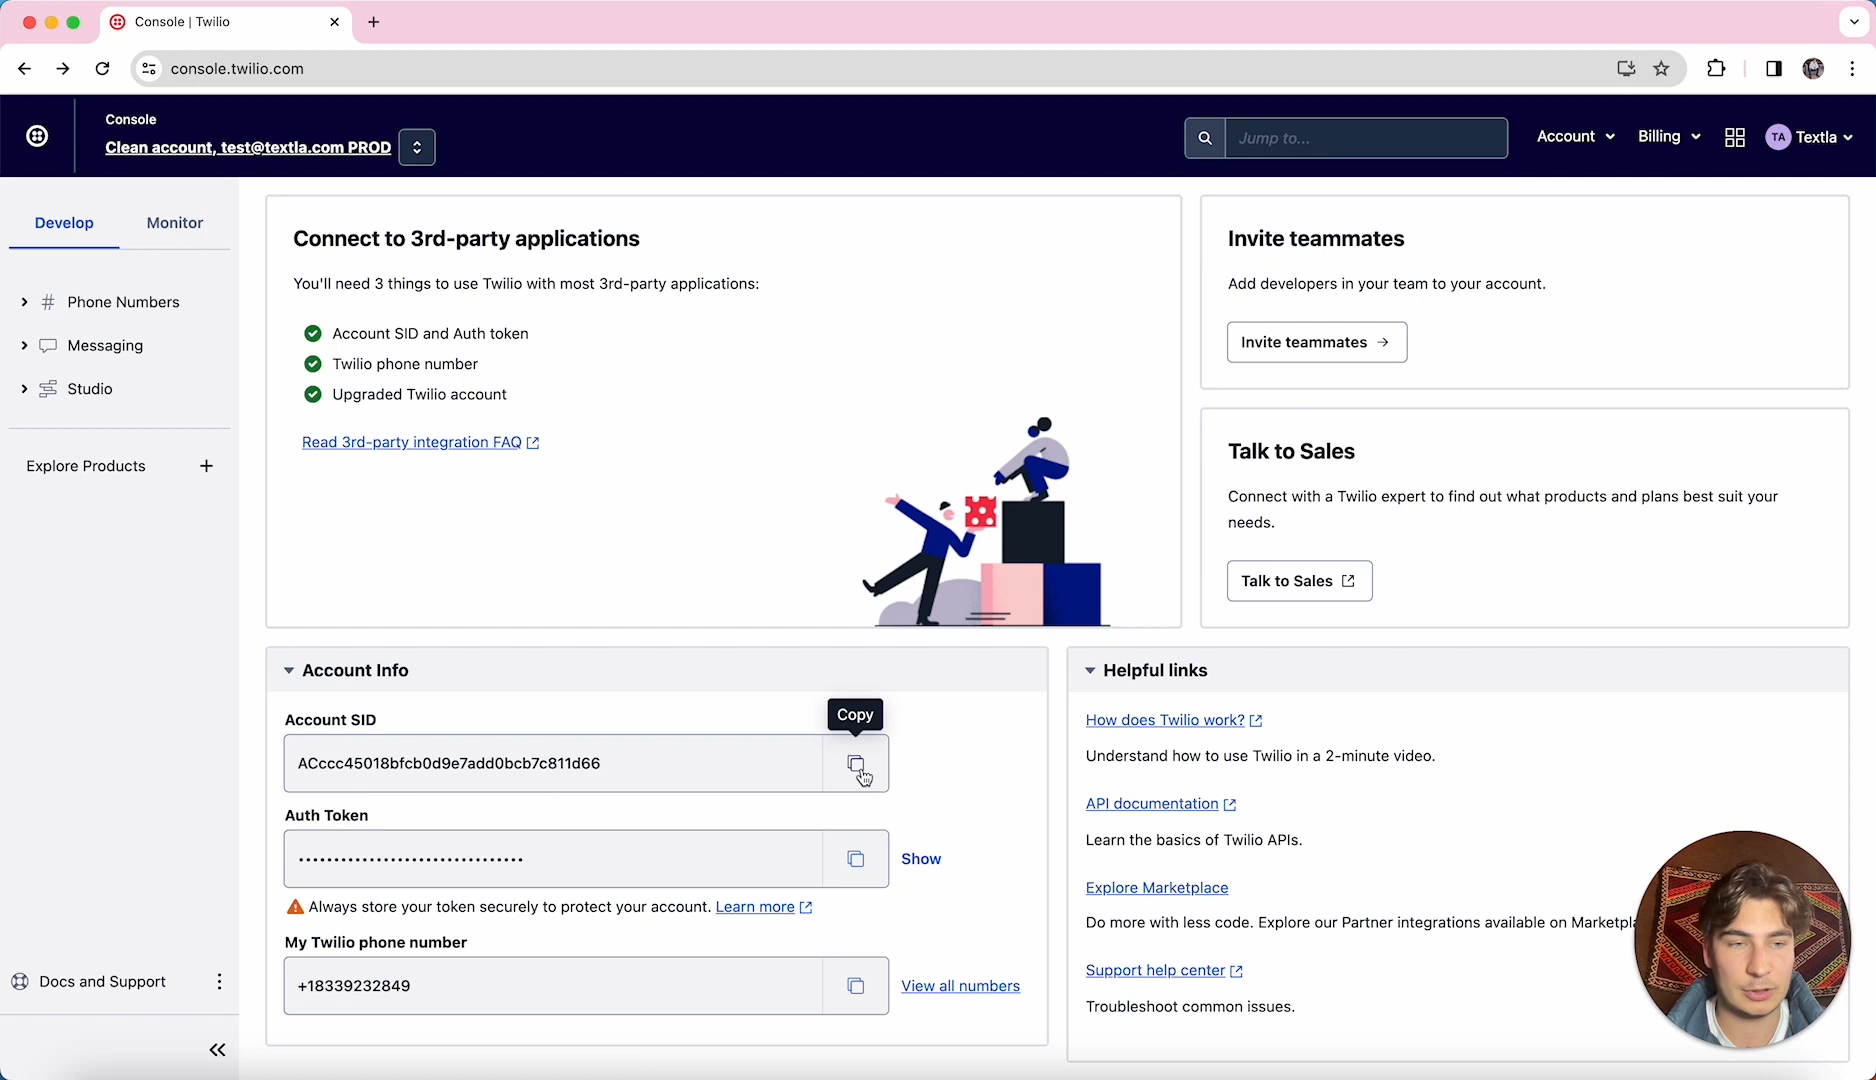 Console | Twilio
console.twilio.com
Console
Clean account, test@textla.com PROD
Jump to...
Account
Billing
TA
Textla
Develop
Monitor
Phone Numbers
Messaging
Studio
Explore Products
Docs and Support
Connect to 3rd-party applications
You'll need 3 things to use Twilio with most 3rd-party applications:
Account SID and Auth token
Twilio phone number
Upgraded Twilio account
Read 3rd-party integration FAQ
Invite teammates
Add developers in your team to your account.
Invite teammates →
Talk to Sales
Connect with a Twilio expert to find out what products and plans best suit your
needs.
Talk to Sales
Account Info
Account SID
Copy
ACccc45018bfcb0d9e7add0bcb7c811d66
Auth Token
••••••••••••••••••••••••••••••••
Show
Always store your token securely to protect your account. Learn more
My Twilio phone number
+18339232849
View all numbers
Helpful links
How does Twilio work?
Understand how to use Twilio in a 2-minute video.
API documentation
Learn the basics of Twilio APIs.
Explore Marketplace
Do more with less code. Explore our Partner integrations available on Marketpla
Support help center
Troubleshoot common issues.